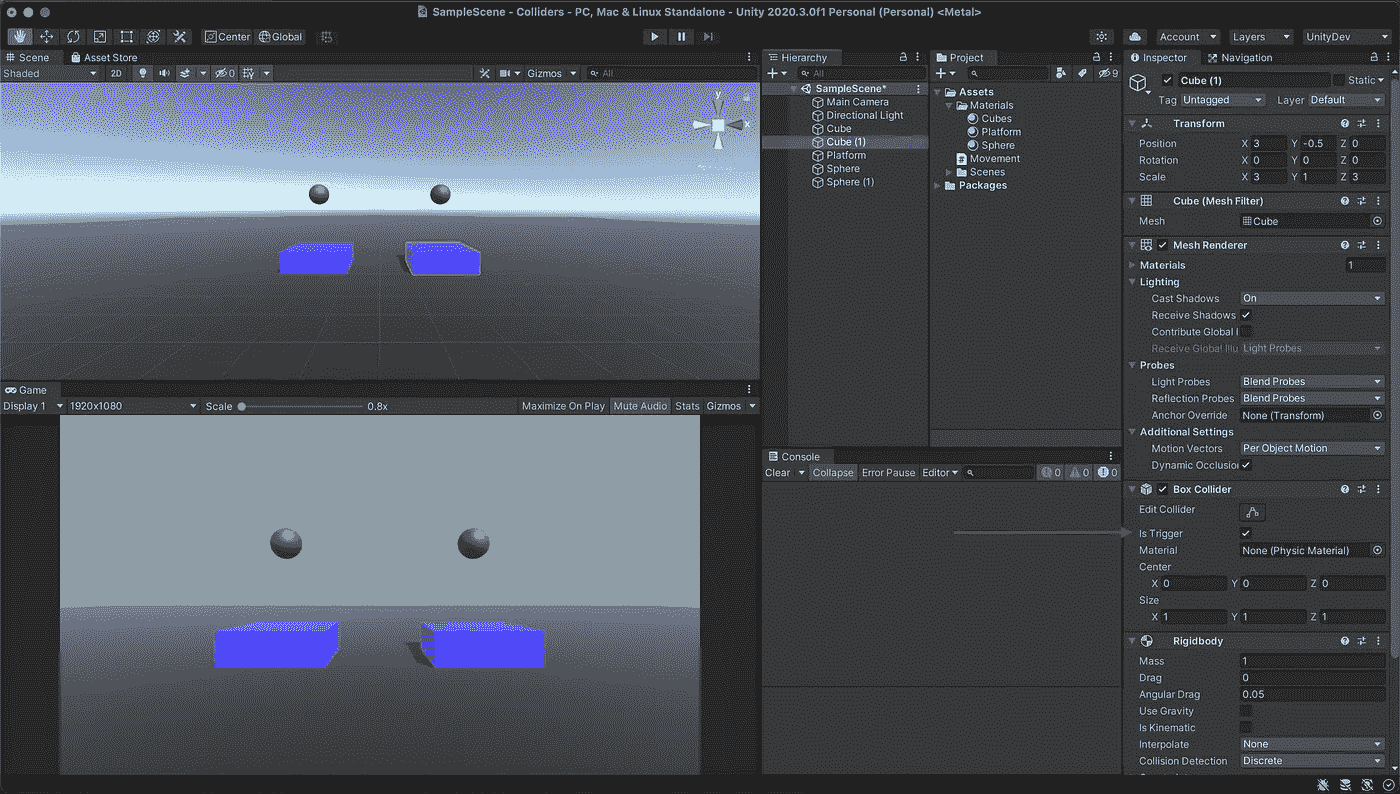 SampleScene - Colliders - PC, Mac & Linux Standalone - Unity 2020.3.0f1 Personal (Personal) <Metal>
Center Global
Account Layers UnityDev
Scene Asset Store
Shaded 2D 0 Gizmos All
y
x
Game
Display 1 1920x1080 Scale 0.8x Maximize On Play Mute Audio Stats Gizmos
Hierarchy
All
SampleScene*
Main Camera
Directional Light
Cube
Cube (1)
Platform
Sphere
Sphere (1)
Project
9
Assets
Materials
Cubes
Platform
Sphere
Movement
Scenes
Packages
Console
Clear Collapse Error Pause Editor 0 0 0
Inspector Navigation
Cube (1) Static
Tag Untagged Layer Default
Transform
Position X 3 Y -0.5 Z 0
Rotation X 0 Y 0 Z 0
Scale X 3 Y 1 Z 3
Cube (Mesh Filter)
Mesh Cube
Mesh Renderer
Materials 1
Lighting
Cast Shadows On
Receive Shadows
Contribute Global I
Receive Global Illu Light Probes
Probes
Light Probes Blend Probes
Reflection Probes Blend Probes
Anchor Override None (Transform)
Additional Settings
Motion Vectors Per Object Motion
Dynamic Occlusion
Box Collider
Edit Collider
Is Trigger
Material None (Physic Material)
Center
X 0 Y 0 Z 0
Size
X 1 Y 1 Z 1
Rigidbody
Mass 1
Drag 0
Angular Drag 0.05
Use Gravity
Is Kinematic
Interpolate None
Collision Detection Discrete